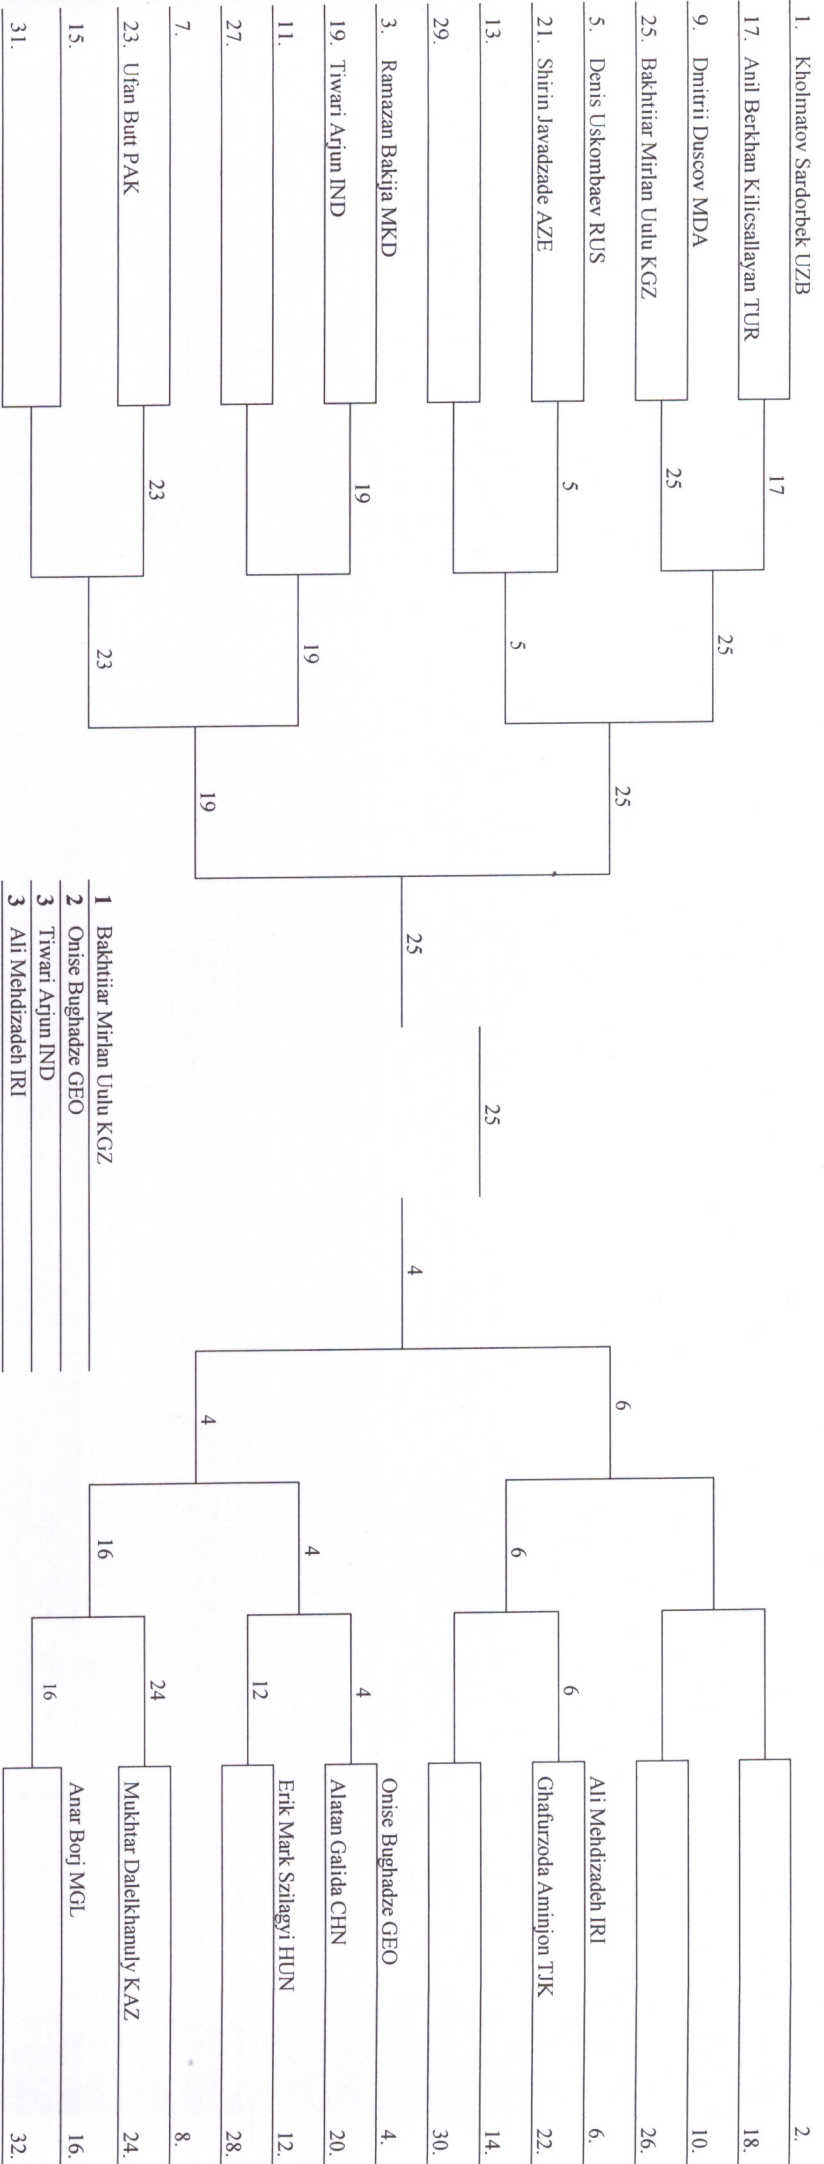 1. Kholmatov Sardorbek UZB
17. Anil Berkhan Kilicsallayan TUR
9. Dmitrii Duscov MDA
25. Bakhtiiar Mirlan Uulu KGZ
5. Denis Uskombaev RUS
21. Shirin Javadzade AZE
13.
29.
3. Ramazan Bakija MKD
19. Tiwari Arjun IND
11.
27.
7.
23. Ufan Butt PAK
15.
31.
17
25
5
19
23
25
5
19
23
25
19
25
25
4
6
4
6
4
16
6
4
12
24
16
2.
18.
10.
26.
Ali Mehdizadeh IRI 6.
Ghafurzoda Aminjon TJK 22.
14.
30.
Onise Bughadze GEO 4.
Alatan Galida CHN 20.
Erik Mark Szilagyi HUN 12.
28.
8.
Mukhtar Dalelkhanuly KAZ 24.
Anar Borj MGL 16.
32.
1 Bakhtiiar Mirlan Uulu KGZ
2 Onise Bughadze GEO
3 Tiwari Arjun IND
3 Ali Mehdizadeh IRI